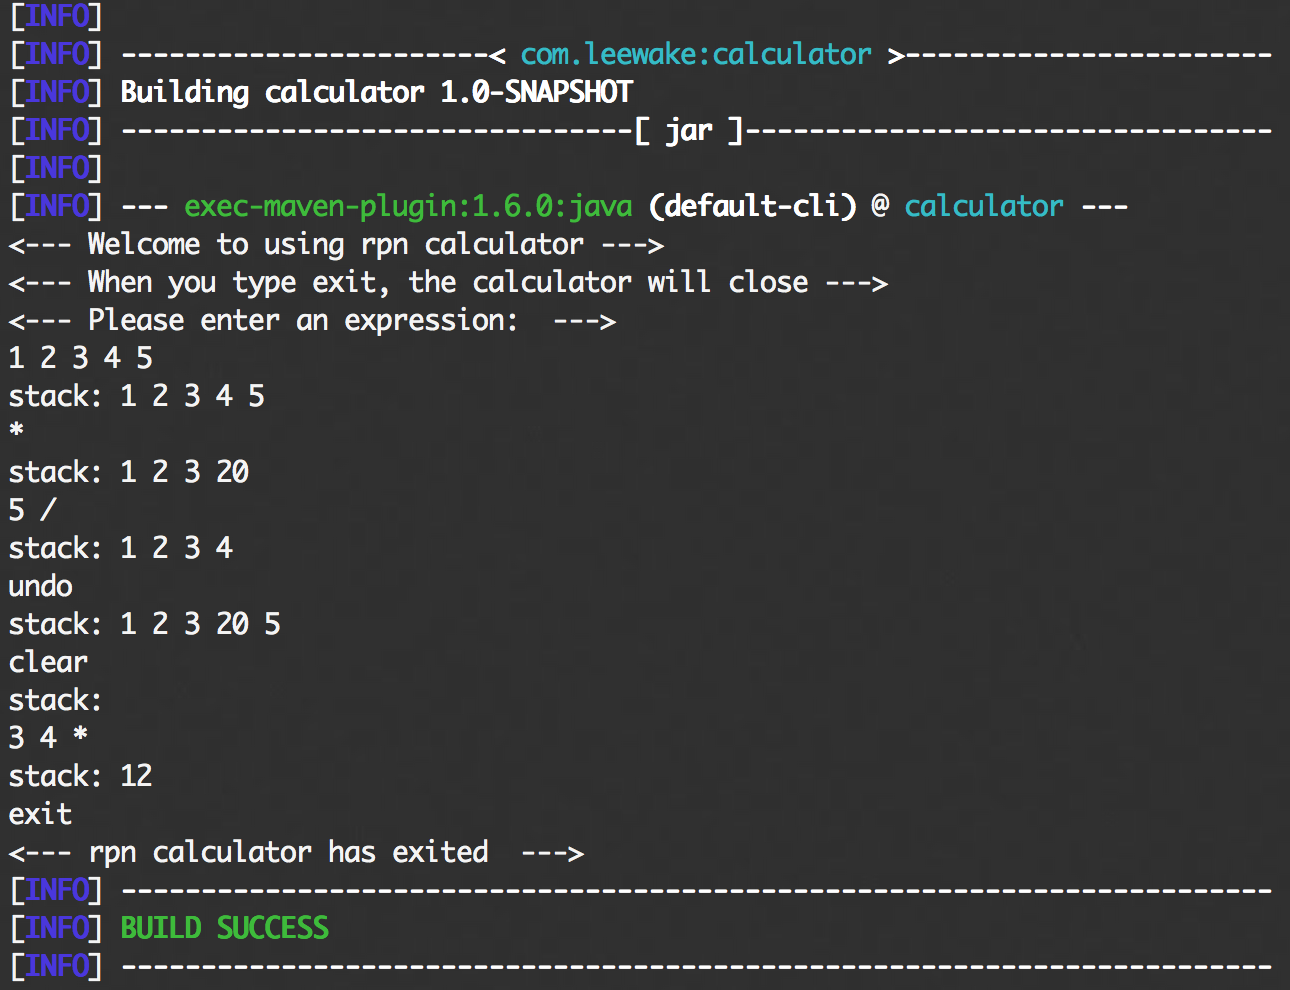 [INFO]
[INFO] -----------------------< com.leewake:calculator >-----------------------
[INFO] Building calculator 1.0-SNAPSHOT
[INFO] --------------------------------[ jar ]---------------------------------
[INFO]
[INFO] --- exec-maven-plugin:1.6.0:java (default-cli) @ calculator ---
<--- Welcome to using rpn calculator --->
<--- When you type exit, the calculator will close --->
<--- Please enter an expression:  --->
1 2 3 4 5
stack: 1 2 3 4 5
*
stack: 1 2 3 20
5 /
stack: 1 2 3 4
undo
stack: 1 2 3 20 5
clear
stack:
3 4 *
stack: 12
exit
<--- rpn calculator has exited  --->
[INFO] ------------------------------------------------------------------------
[INFO] BUILD SUCCESS
[INFO] ------------------------------------------------------------------------